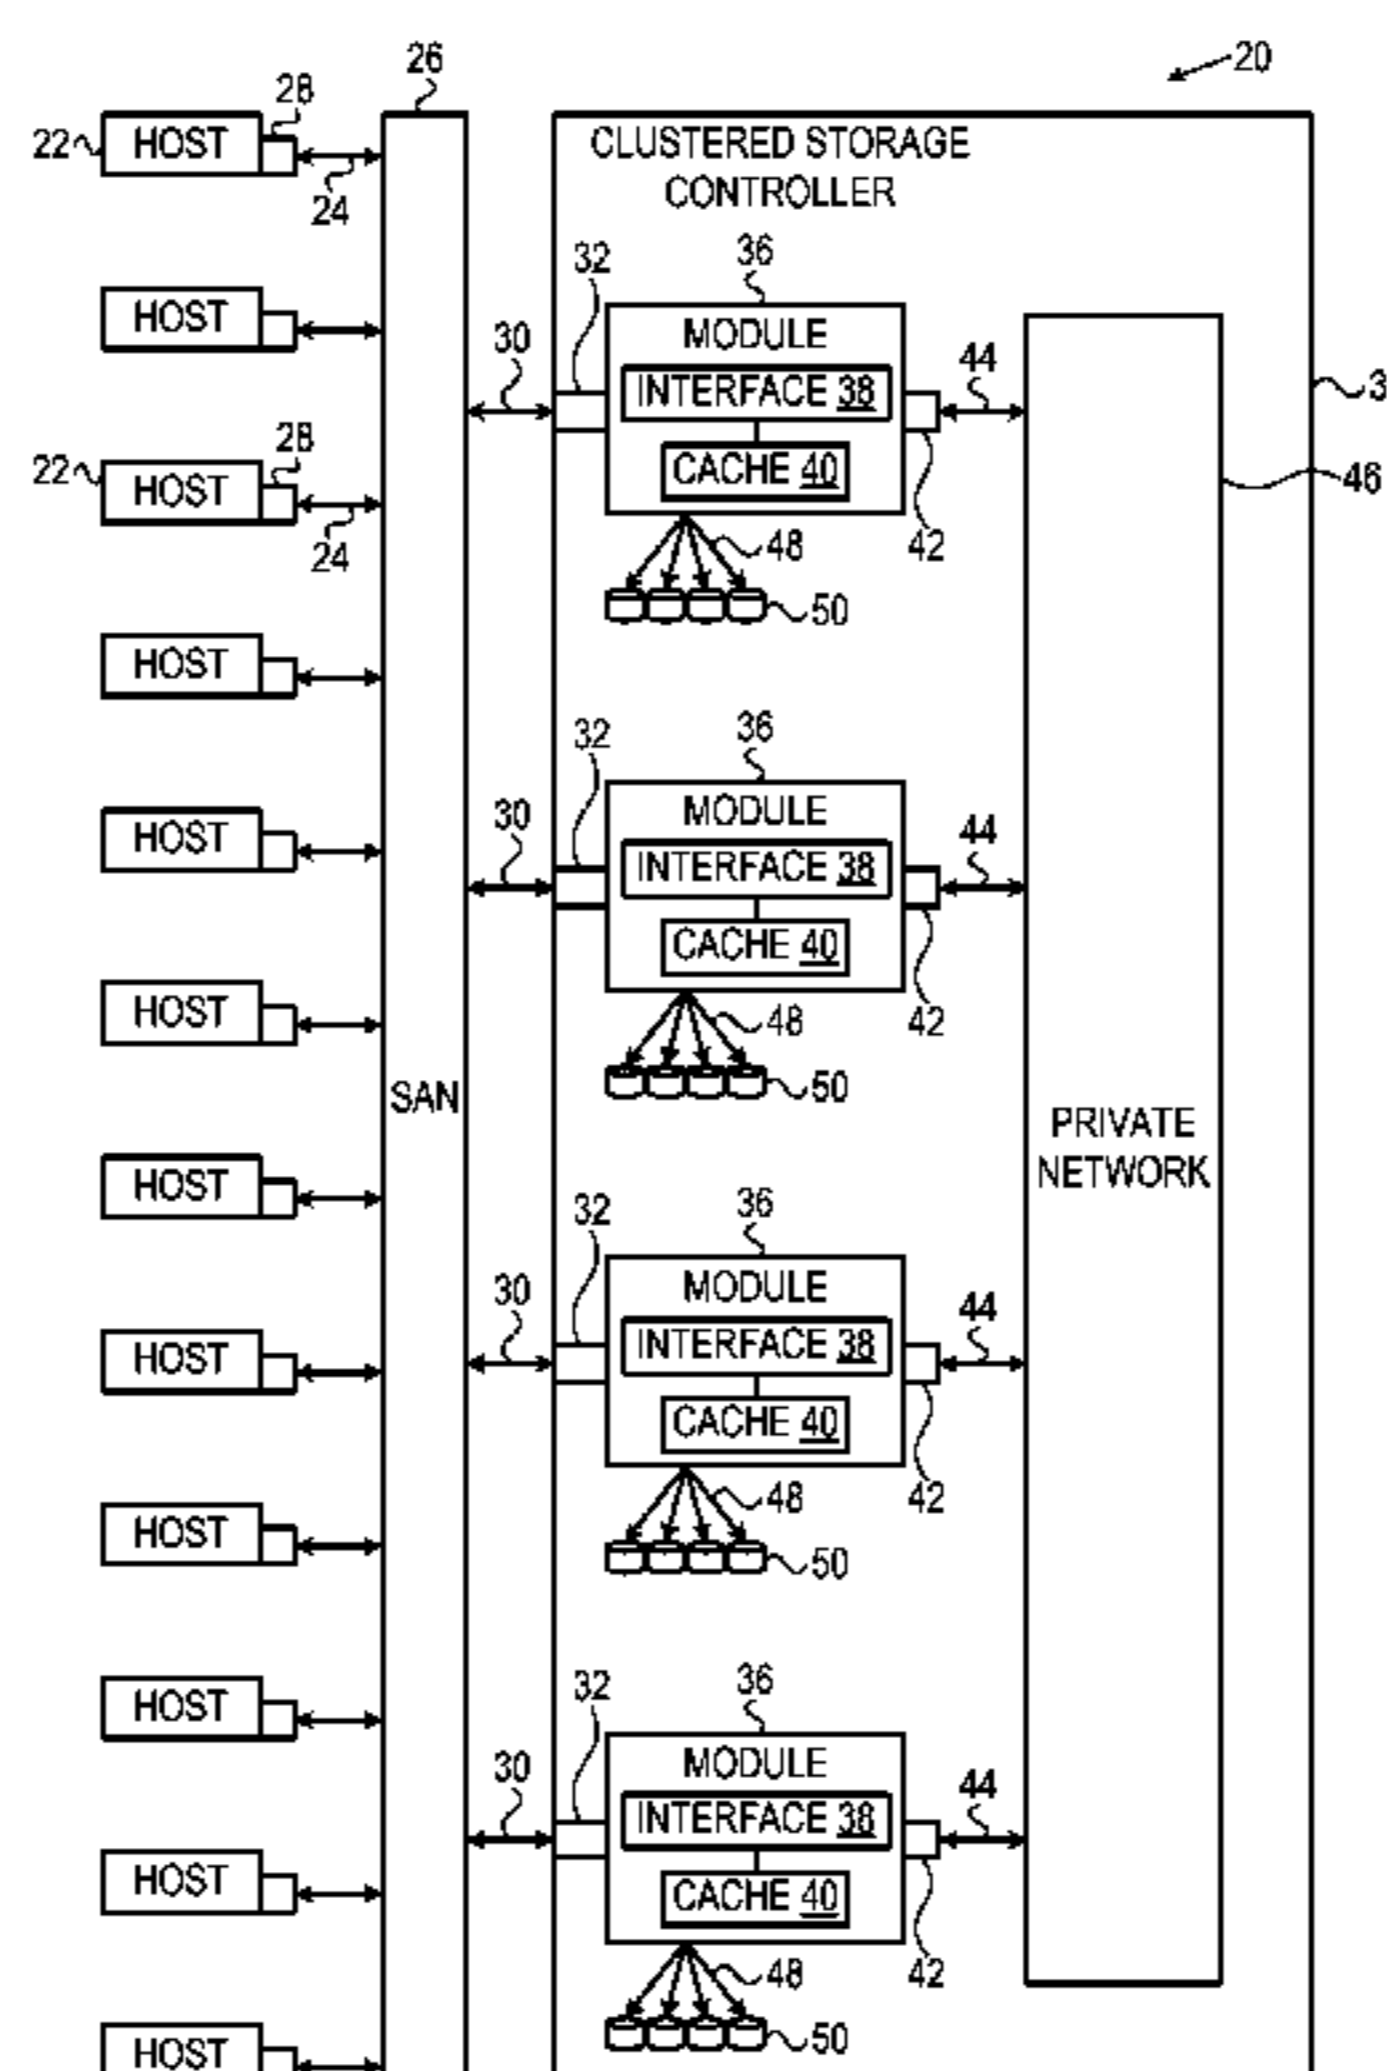 26
20
28
22 HOST
CLUSTERED STORAGE
CONTROLLER
24
32
36
HOST
30
MODULE
44
INTERFACE 38
3
28
22 HOST
CACHE 40
46
24
48
42
50
HOST
32
36
30
MODULE
44
HOST
INTERFACE 38
CACHE 40
HOST
48
42
50
SAN
PRIVATE
NETWORK
HOST
32
36
30
MODULE
44
HOST
INTERFACE 38
CACHE 40
48
42
HOST
50
32
36
HOST
30
MODULE
44
INTERFACE 38
HOST
CACHE 40
48
42
50
HOST